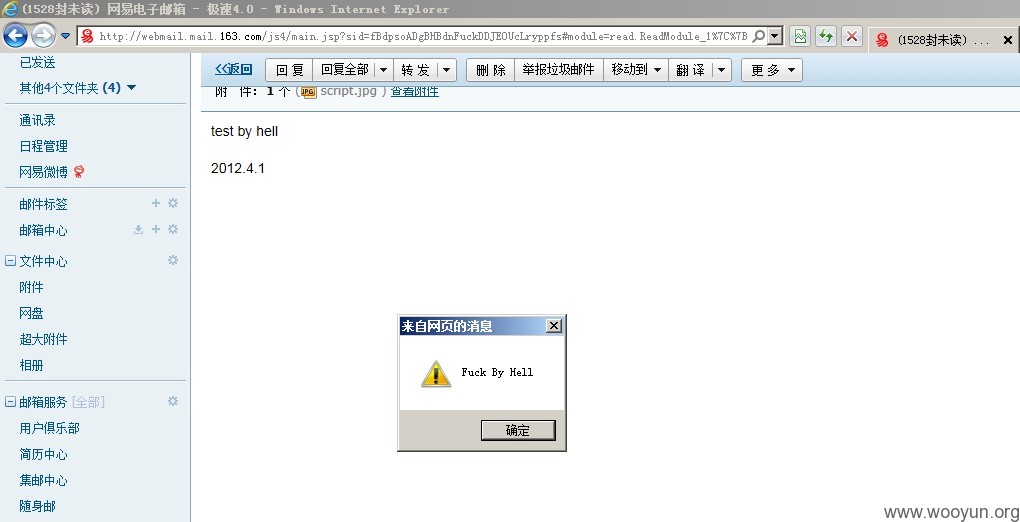 (1528封未读) 网易电子邮箱 - 极速4.0 - Windows Internet Explorer
http://webmail.mail.163.com/js4/main.jsp?sid=fBdpsoADgBHBdnFuckDDJEOUcLryppfs#module=read.ReadModule_1%7C%7B
(1528封未读) ...
已发送
其他4个文件夹 (4)
通讯录
日程管理
网易微博
邮件标签
邮箱中心
文件中心
附件
网盘
超大附件
相册
邮箱服务 [全部]
用户俱乐部
简历中心
集邮中心
随身邮
<<返回 回 复 回复全部 转 发 删 除 举报垃圾邮件 移动到 翻 译 更 多
附 件： 1 个 ( JPG script.jpg ) 查看附件
test by hell
2012.4.1
来自网页的消息
Fuck By Hell
确定
www.wooyun.org